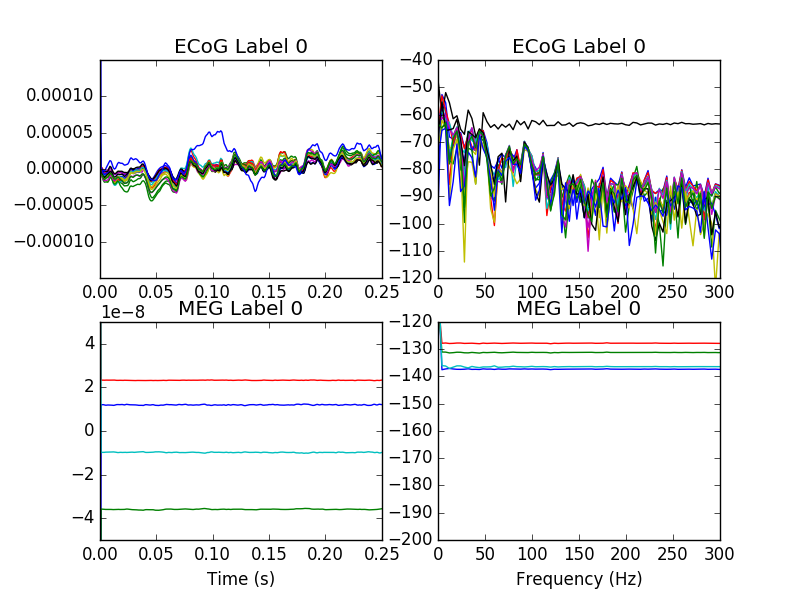 ECoG Label 0
0.00010
0.00005
0.00000
−0.00005
−0.00010
0.00 0.05 0.10 0.15 0.20 0.25
ECoG Label 0
−40
−50
−60
−70
−80
−90
−100
−110
−120
0 50 100 150 200 250 300
MEG Label 0
1e−8
4
2
0
−2
−4
0.00 0.05 0.10 0.15 0.20 0.25
Time (s)
MEG Label 0
−120
−130
−140
−150
−160
−170
−180
−190
−200
0 50 100 150 200 250 300
Frequency (Hz)